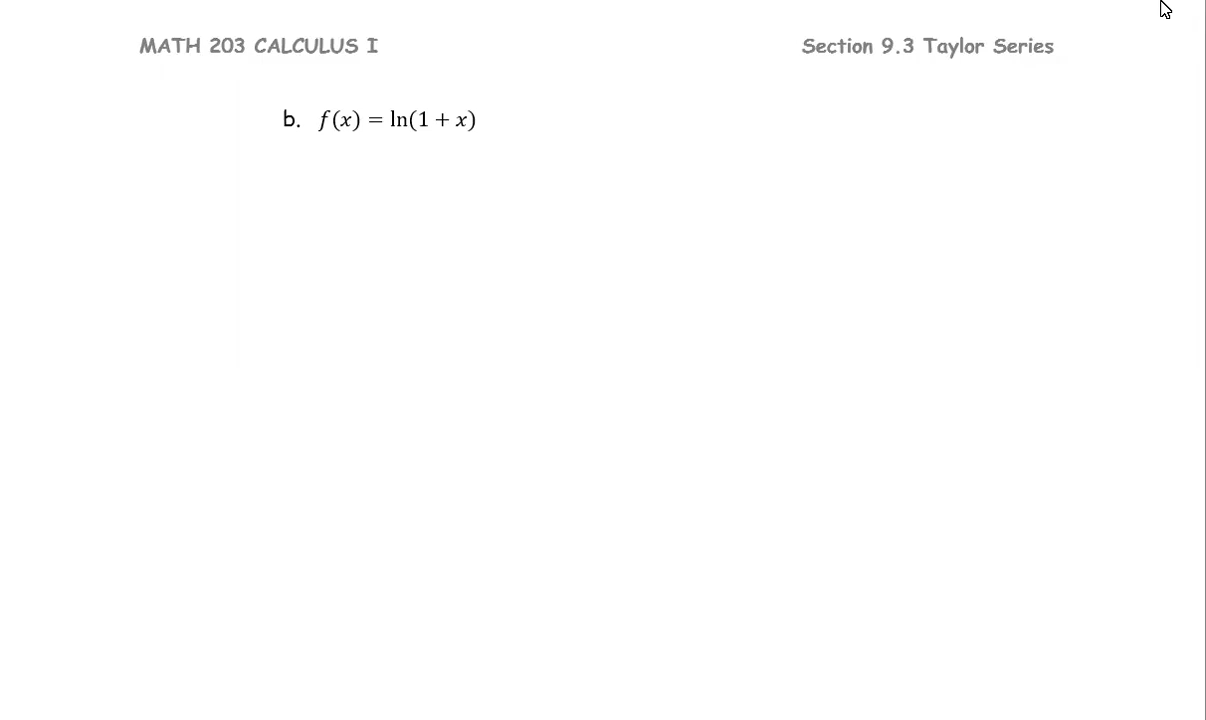 MATH 203 CALCULUS I Section 9.3 Taylor Series
b. f(x) = ln(1 + x)